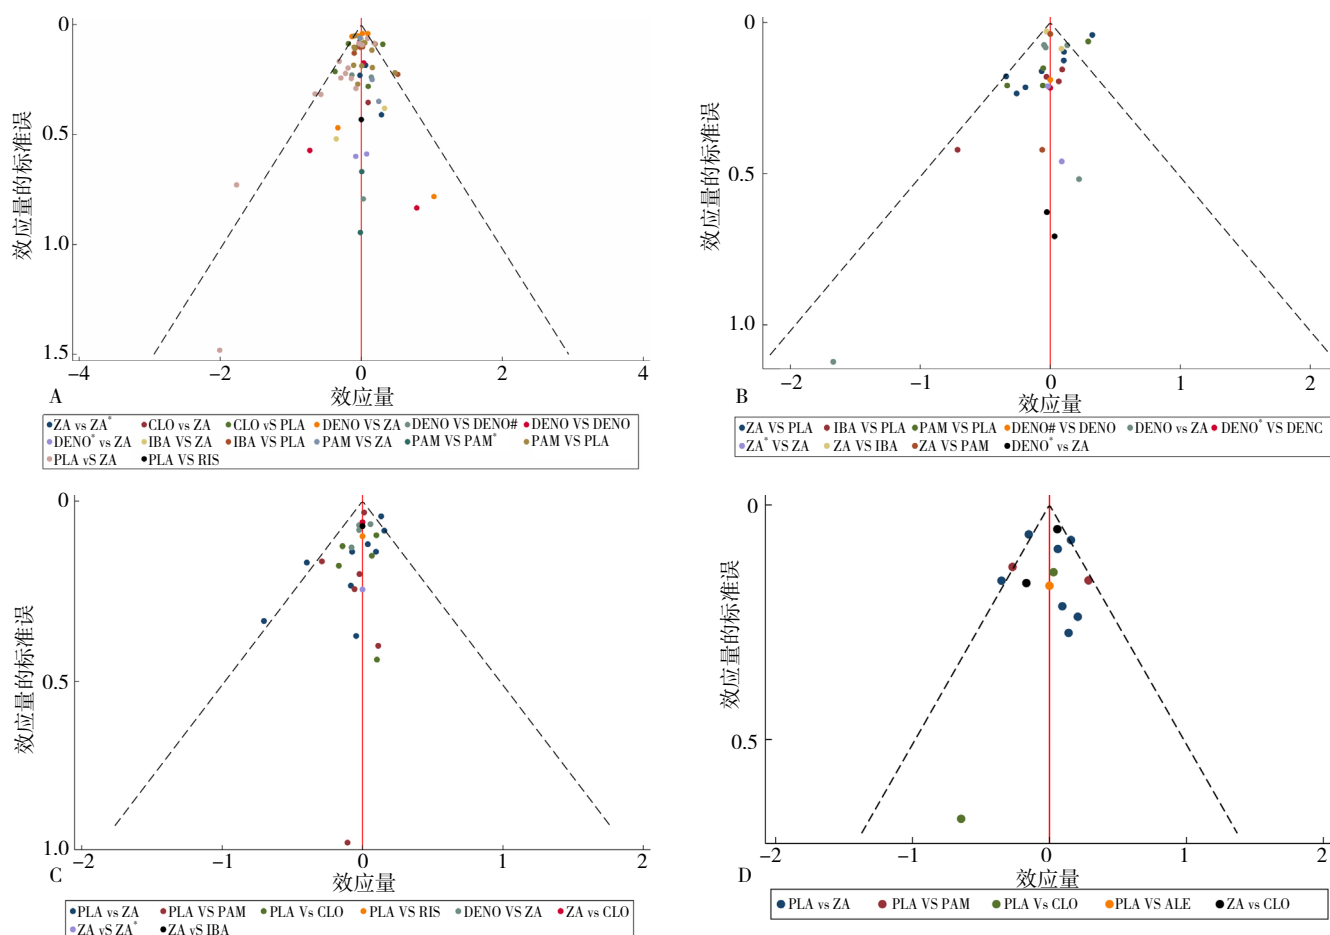 0
0.5
1.0
1.5
效应量的标准误
-4
-2
0
2
4
A
效应量
ZA vs ZA* CLO vs ZA CLO vS PLA DENO VS ZA DENO VS DENO# DENO VS DENO
DENO* vs ZA IBA VS ZA IBA VS PLA PAM VS ZA PAM VS PAM* PAM VS PLA
PLA vS ZA PLA VS RIS
0
0.5
1.0
效应量的标准误
-2
-1
0
1
2
B
效应量
ZA VS PLA IBA VS PLA PAM VS PLA DENO# VS DENO DENO vs ZA DENO* VS DENC
ZA* VS ZA ZA VS IBA ZA VS PAM DENO* vs ZA
0
0.5
1.0
效应量的标准误
-2
-1
0
1
2
C
效应量
PLA vs ZA PLA VS PAM PLA Vs CLO PLA VS RIS DENO VS ZA ZA vs CLO
ZA vS ZA* ZA vS IBA
0
0.5
效应量的标准误
-2
-1
0
1
2
D
效应量
PLA vs ZA PLA VS PAM PLA Vs CLO PLA VS ALE ZA vs CLO